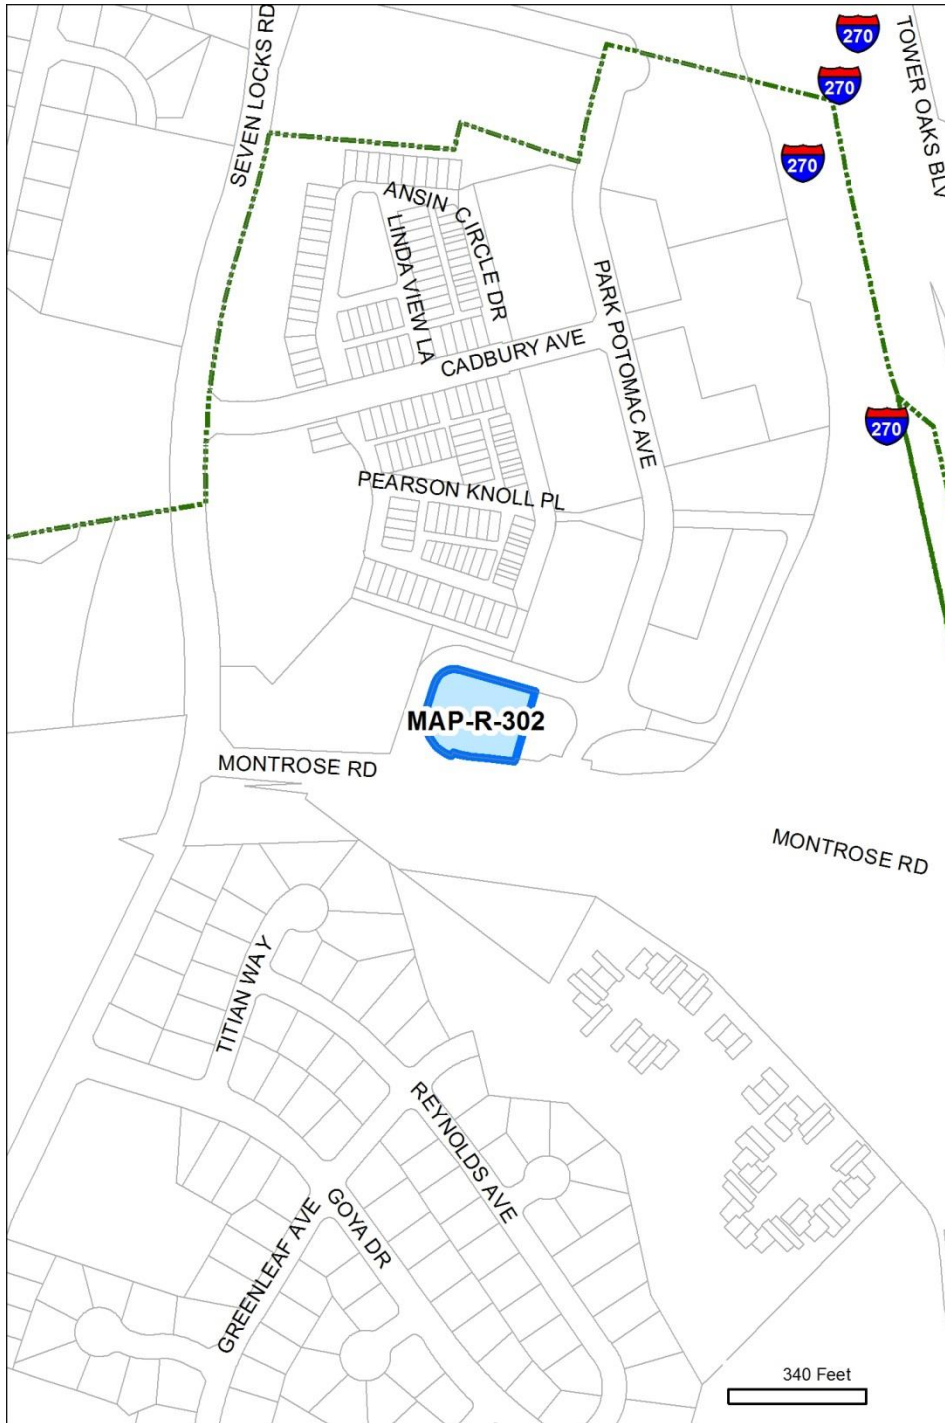 SEVEN LOCKS RD
270
TOWER OAKS BLV
270
270
ANSIN CIRCLE DR
LINDA VIEW LA
PARK POTOMAC AVE
CADBURY AVE
270
PEARSON KNOLL PL
MAP-R-302
MONTROSE RD
MONTROSE RD
TITIAN WAY
REYNOLDS AVE
GOYA DR
GREENLEAF AVE
340 Feet